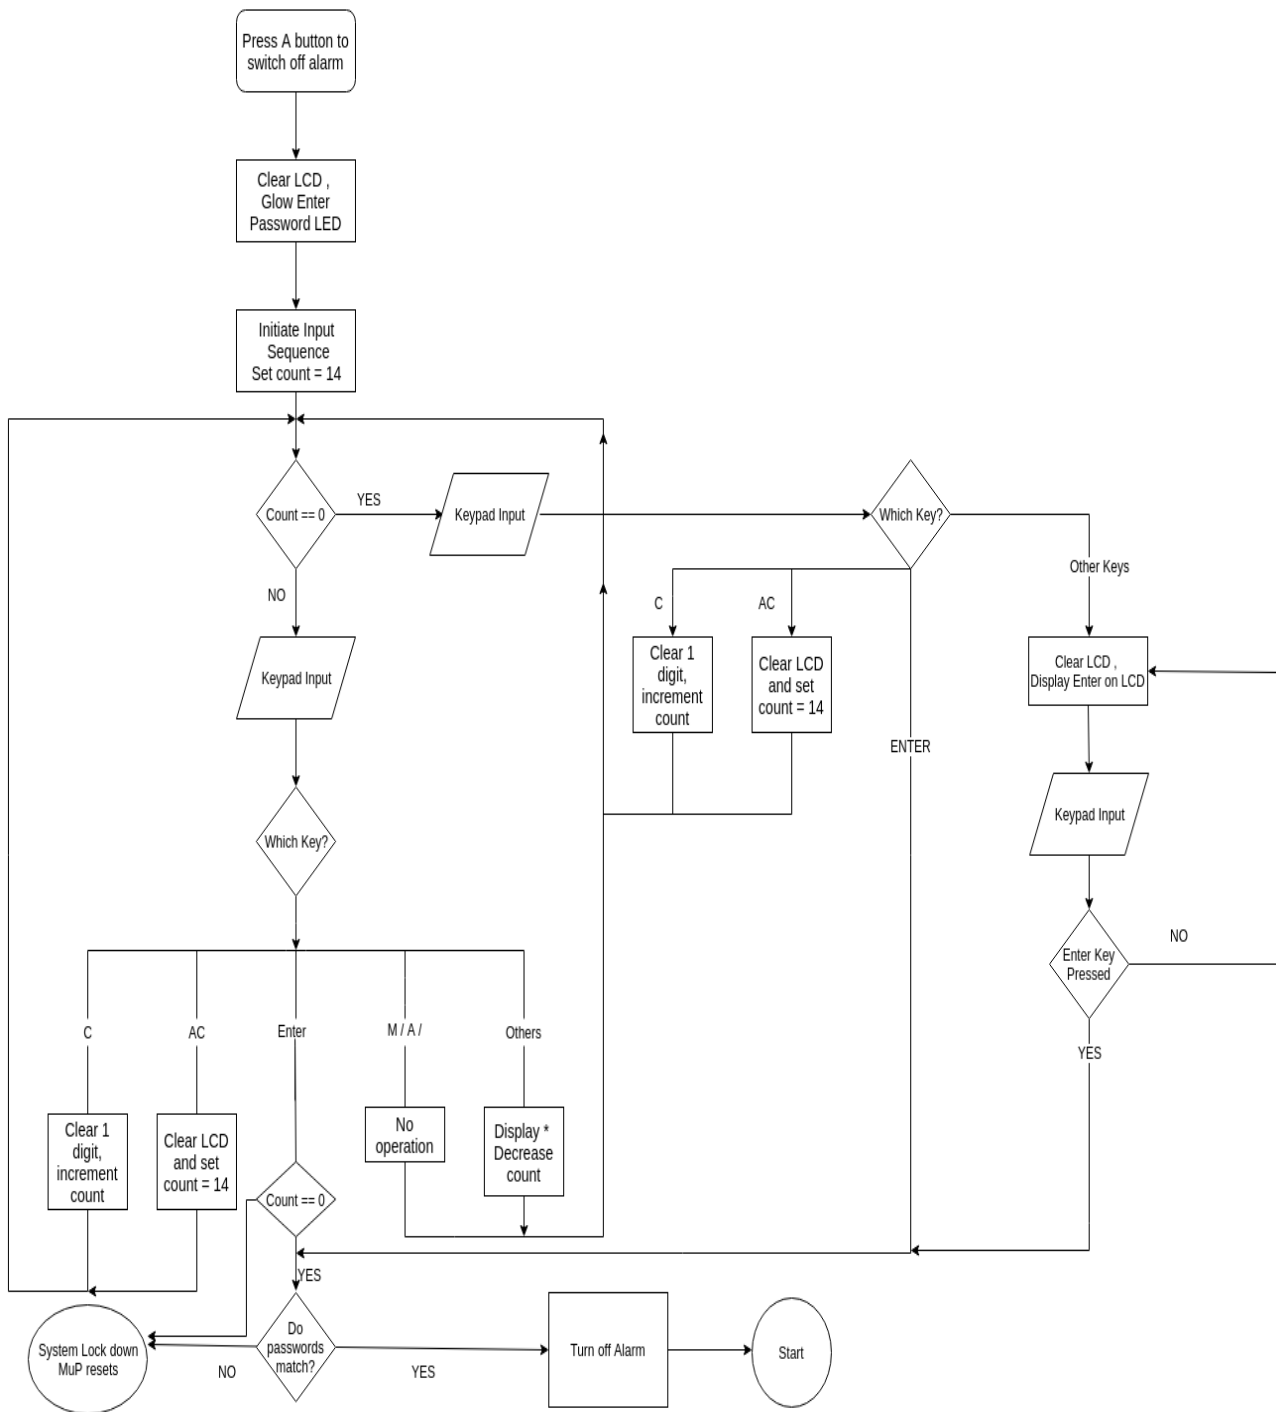 Press A button to
switch off alarm
Clear LCD ,
Glow Enter
Password LED
Initiate Input
Sequence
Set count = 14
Count == 0
YES
Keypad Input
Which Key?
Other Keys
NO
C
AC
Keypad Input
Clear 1
digit,
increment
count
Clear LCD
and set
count = 14
Clear LCD ,
Display Enter on LCD
ENTER
Keypad Input
Which Key?
Enter Key
Pressed
NO
YES
C
AC
Enter
M / A /
Others
Clear 1
digit,
increment
count
Clear LCD
and set
count = 14
Count == 0
No
operation
Display *
Decrease
count
YES
System Lock down
MuP resets
NO
Do
passwords
match?
YES
Turn off Alarm
Start